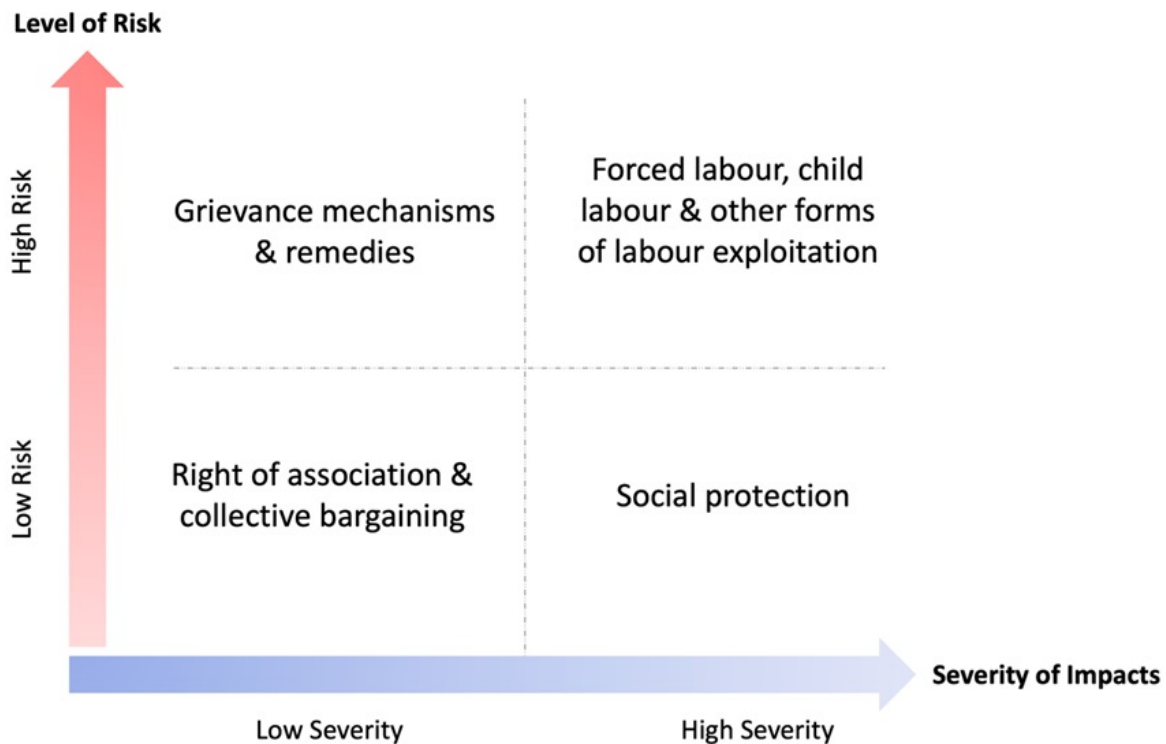 Level of Risk
High Risk
Grievance mechanisms
& remedies
Forced labour, child
labour & other forms
of labour exploitation
Low Risk
Right of association &
collective bargaining
Social protection
Severity of Impacts
Low Severity
High Severity